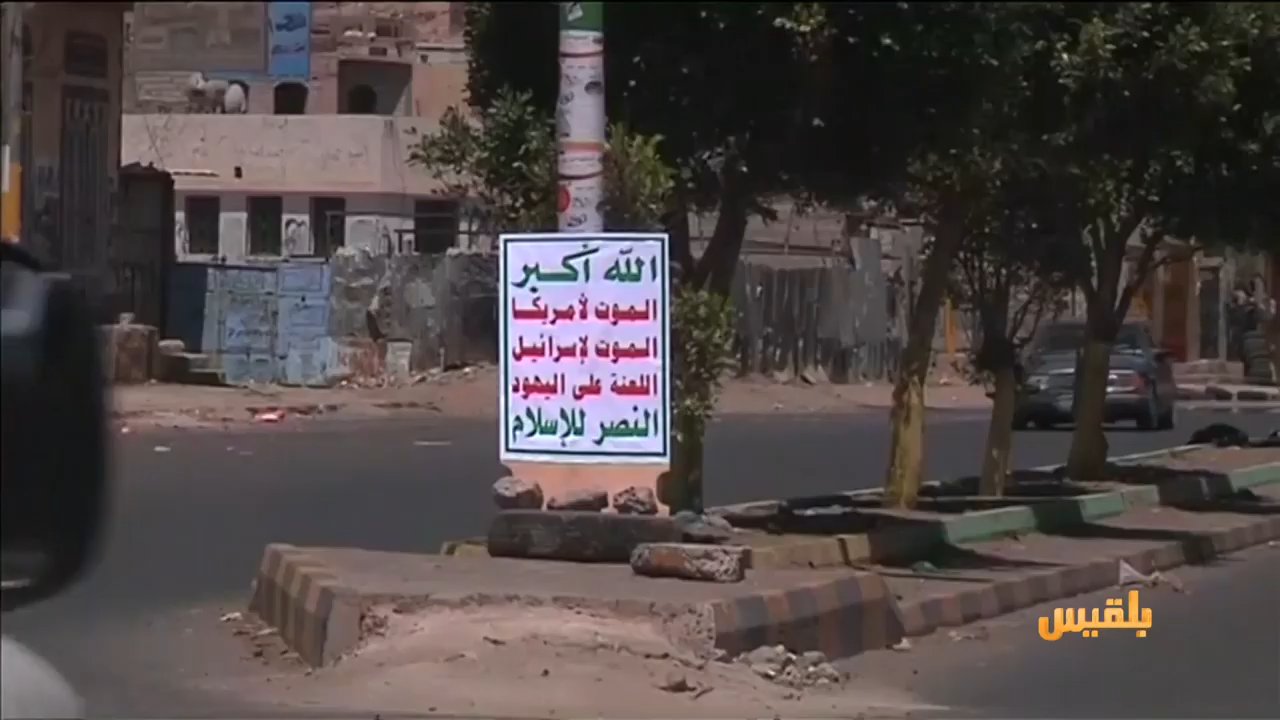 الله أكبر
الموت لأمريكا
الموت لإسرائيل
اللعنة على اليهود
النصر للإسلام
بلقيس